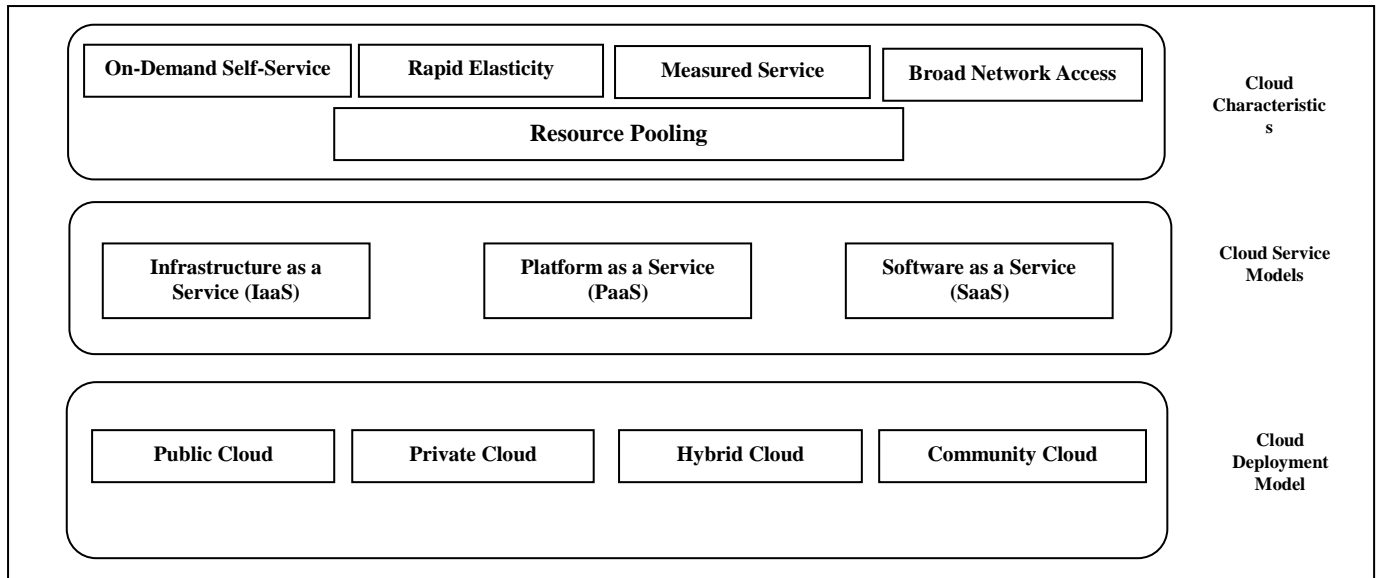 On-Demand Self-Service
Rapid Elasticity
Measured Service
Broad Network Access
Resource Pooling
Cloud
Characteristic
s
Infrastructure as a
Service (IaaS)
Platform as a Service
(PaaS)
Software as a Service
(SaaS)
Cloud Service
Models
Public Cloud
Private Cloud
Hybrid Cloud
Community Cloud
Cloud
Deployment
Model